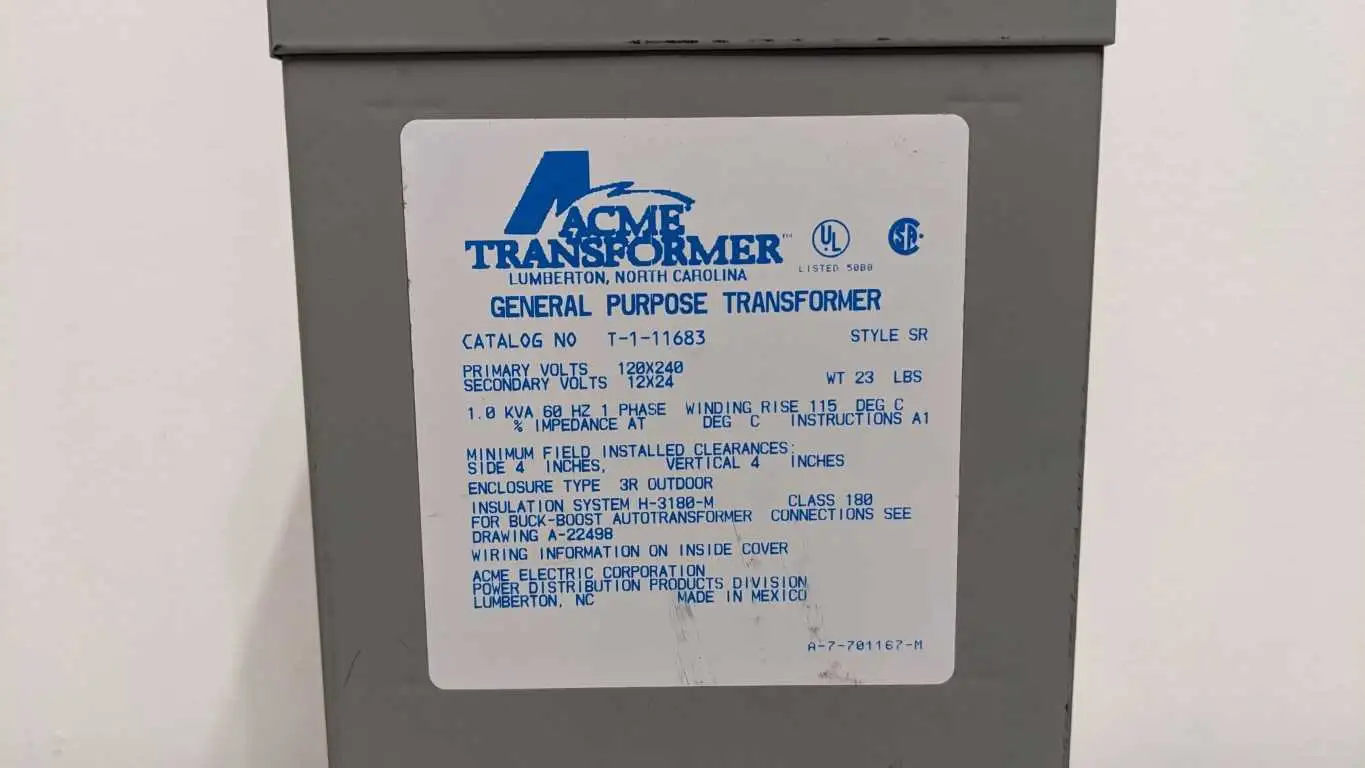 ACME
TRANSFORMER™
LUMBERTON, NORTH CAROLINA
UL
LISTED 50B0
SA
GENERAL PURPOSE TRANSFORMER
CATALOG NO T-1-11683 STYLE SR
PRIMARY VOLTS 120X240
SECONDARY VOLTS 12X24 WT 23 LBS
1.0 KVA 60 HZ 1 PHASE WINDING RISE 115 DEG C
% IMPEDANCE AT DEG C INSTRUCTIONS A1
MINIMUM FIELD INSTALLED CLEARANCES:
SIDE 4 INCHES, VERTICAL 4 INCHES
ENCLOSURE TYPE 3R OUTDOOR
INSULATION SYSTEM H-3180-M CLASS 180
FOR BUCK-BOOST AUTOTRANSFORMER CONNECTIONS SEE
DRAWING A-22498
WIRING INFORMATION ON INSIDE COVER
ACME ELECTRIC CORPORATION
POWER DISTRIBUTION PRODUCTS DIVISION
LUMBERTON, NC MADE IN MEXICO
A-7-701167-M